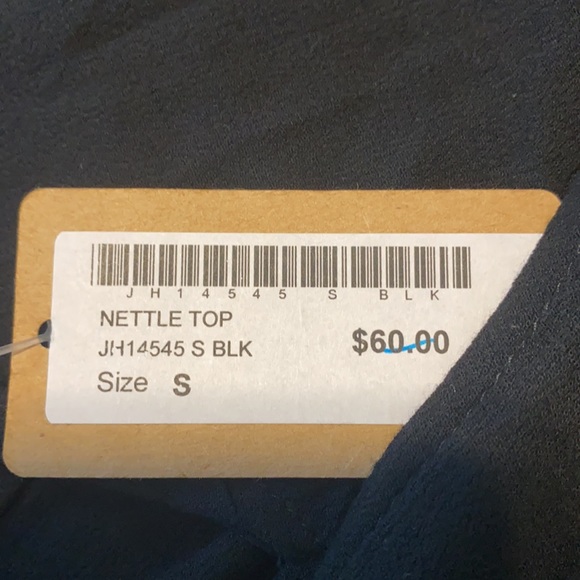 JH14545 S BLK
NETTLE TOP
JH14545 S BLK $60.00
Size S